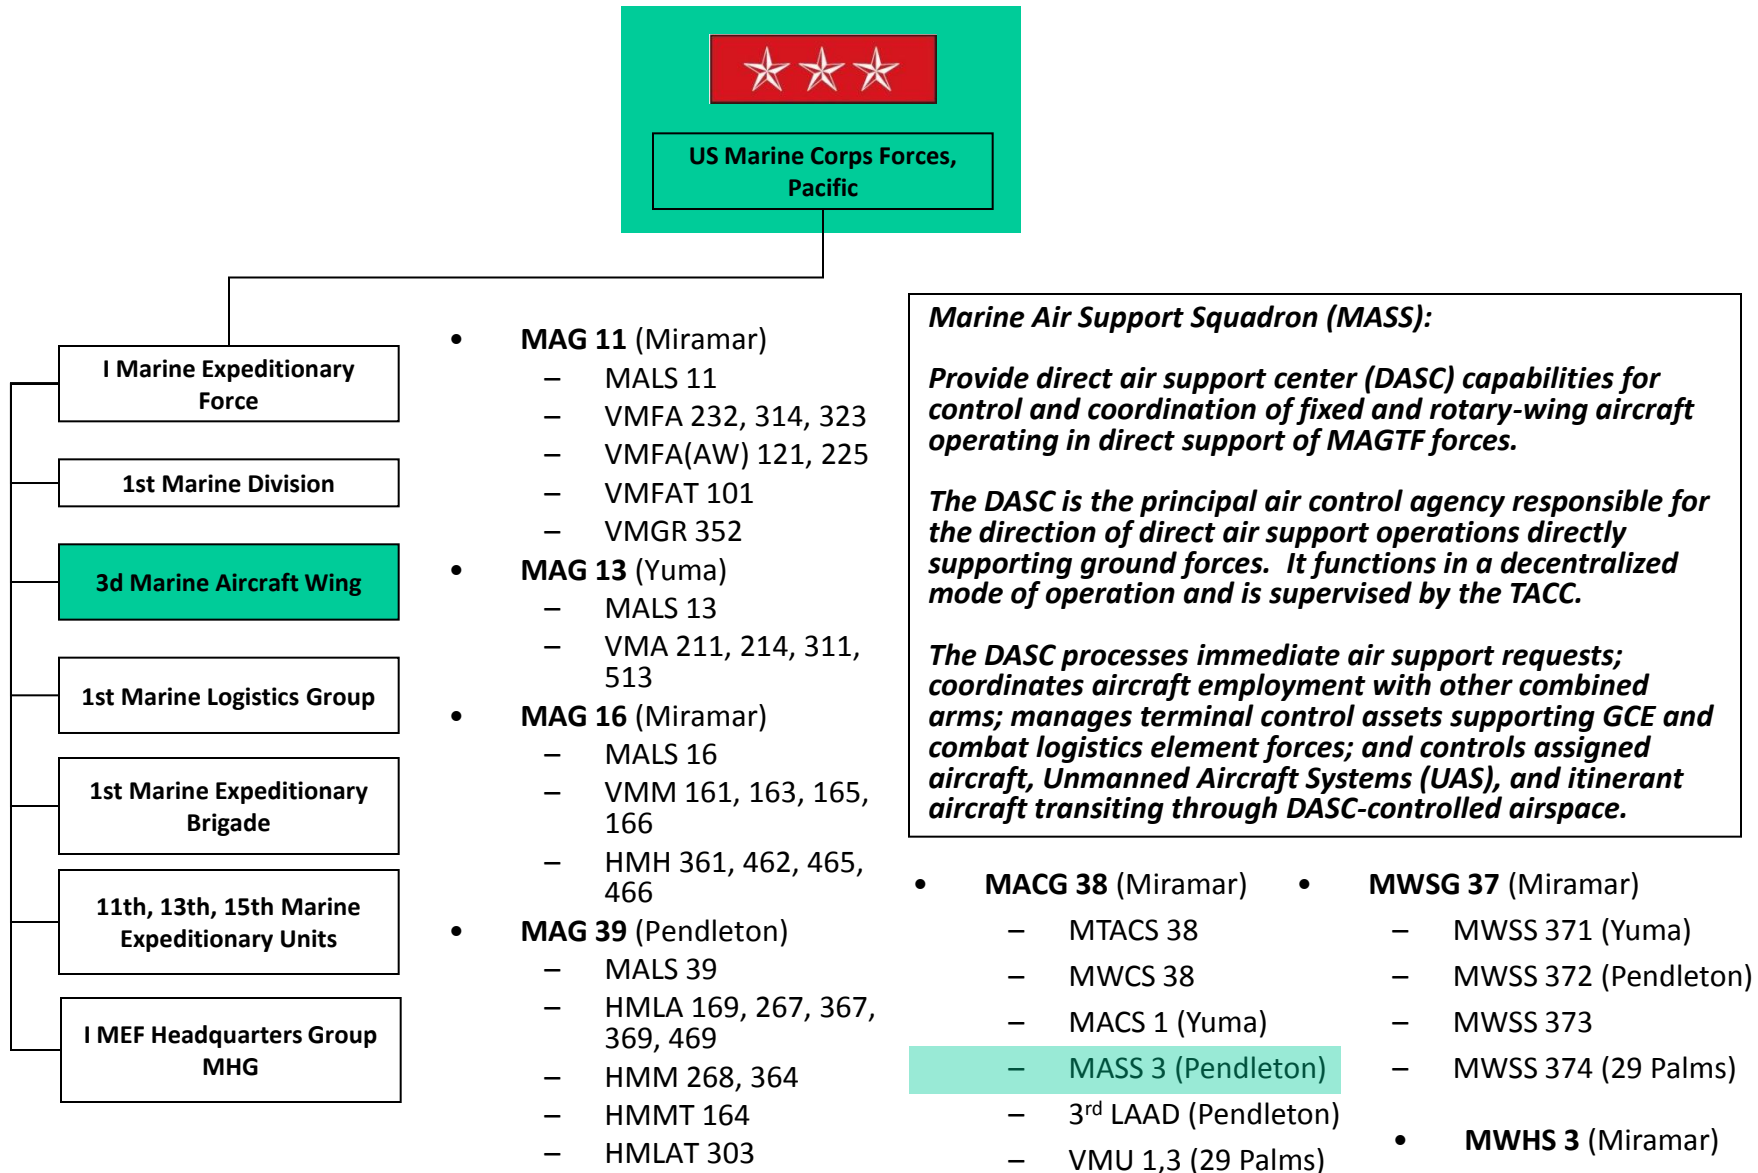 US Marine Corps Forces,
Pacific
I Marine Expeditionary
Force
1st Marine Division
3d Marine Aircraft Wing
1st Marine Logistics Group
1st Marine Expeditionary
Brigade
11th, 13th, 15th Marine
Expeditionary Units
I MEF Headquarters Group
MHG
• MAG 11 (Miramar)
– MALS 11
– VMFA 232, 314, 323
– VMFA(AW) 121, 225
– VMFAT 101
– VMGR 352
• MAG 13 (Yuma)
– MALS 13
– VMA 211, 214, 311,
513
• MAG 16 (Miramar)
– MALS 16
– VMM 161, 163, 165,
166
– HMH 361, 462, 465,
466
• MAG 39 (Pendleton)
– MALS 39
– HMLA 169, 267, 367,
369, 469
– HMM 268, 364
– HMMT 164
– HMLAT 303
Marine Air Support Squadron (MASS):
Provide direct air support center (DASC) capabilities for
control and coordination of fixed and rotary-wing aircraft
operating in direct support of MAGTF forces.
The DASC is the principal air control agency responsible for
the direction of direct air support operations directly
supporting ground forces.  It functions in a decentralized
mode of operation and is supervised by the TACC.
The DASC processes immediate air support requests;
coordinates aircraft employment with other combined
arms; manages terminal control assets supporting GCE and
combat logistics element forces; and controls assigned
aircraft, Unmanned Aircraft Systems (UAS), and itinerant
aircraft transiting through DASC-controlled airspace.
• MACG 38 (Miramar)
– MTACS 38
– MWCS 38
– MACS 1 (Yuma)
– MASS 3 (Pendleton)
– 3rd LAAD (Pendleton)
– VMU 1,3 (29 Palms)
• MWSG 37 (Miramar)
– MWSS 371 (Yuma)
– MWSS 372 (Pendleton)
– MWSS 373
– MWSS 374 (29 Palms)
• MWHS 3 (Miramar)